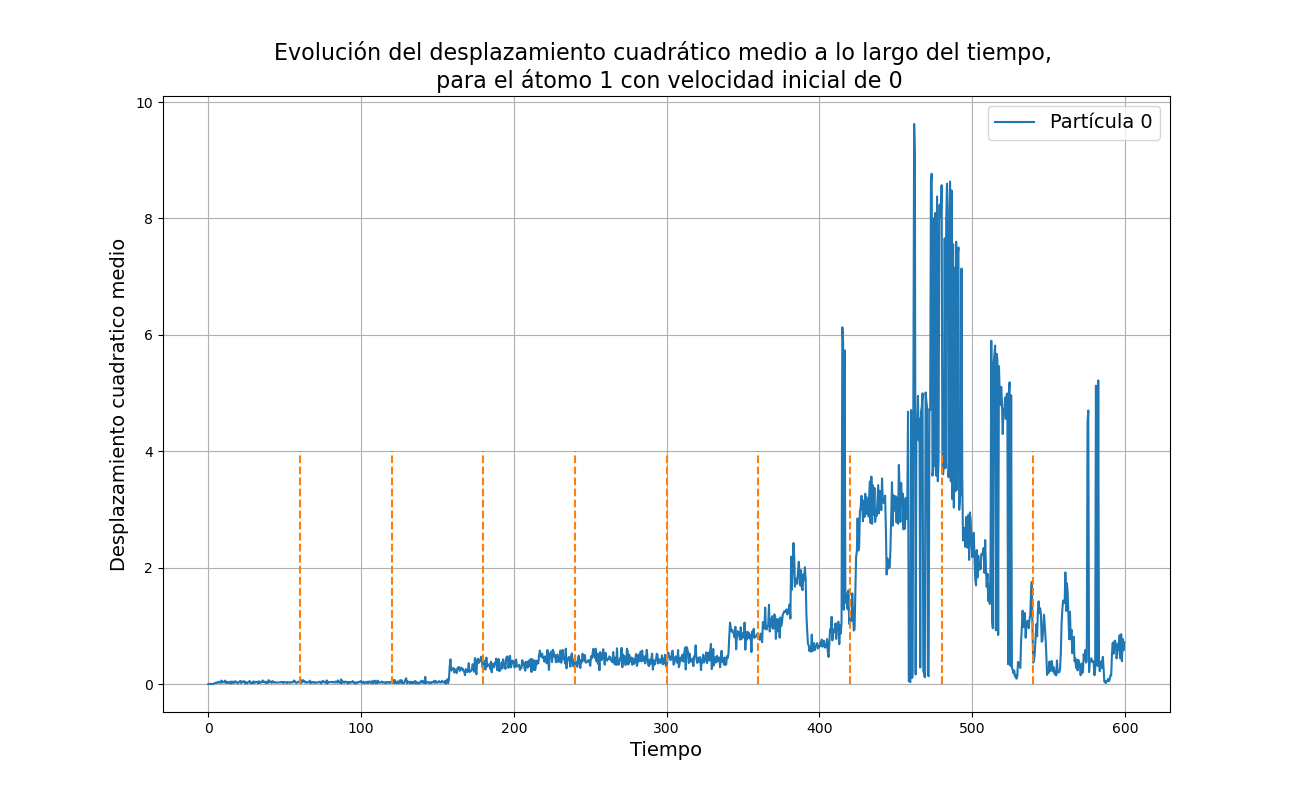 Evolución del desplazamiento cuadrático medio a lo largo del tiempo,
para el átomo 1 con velocidad inicial de 0
Partícula 0
Desplazamiento cuadratico medio
10
8
6
4
2
0
0
100
200
300
400
500
600
Tiempo